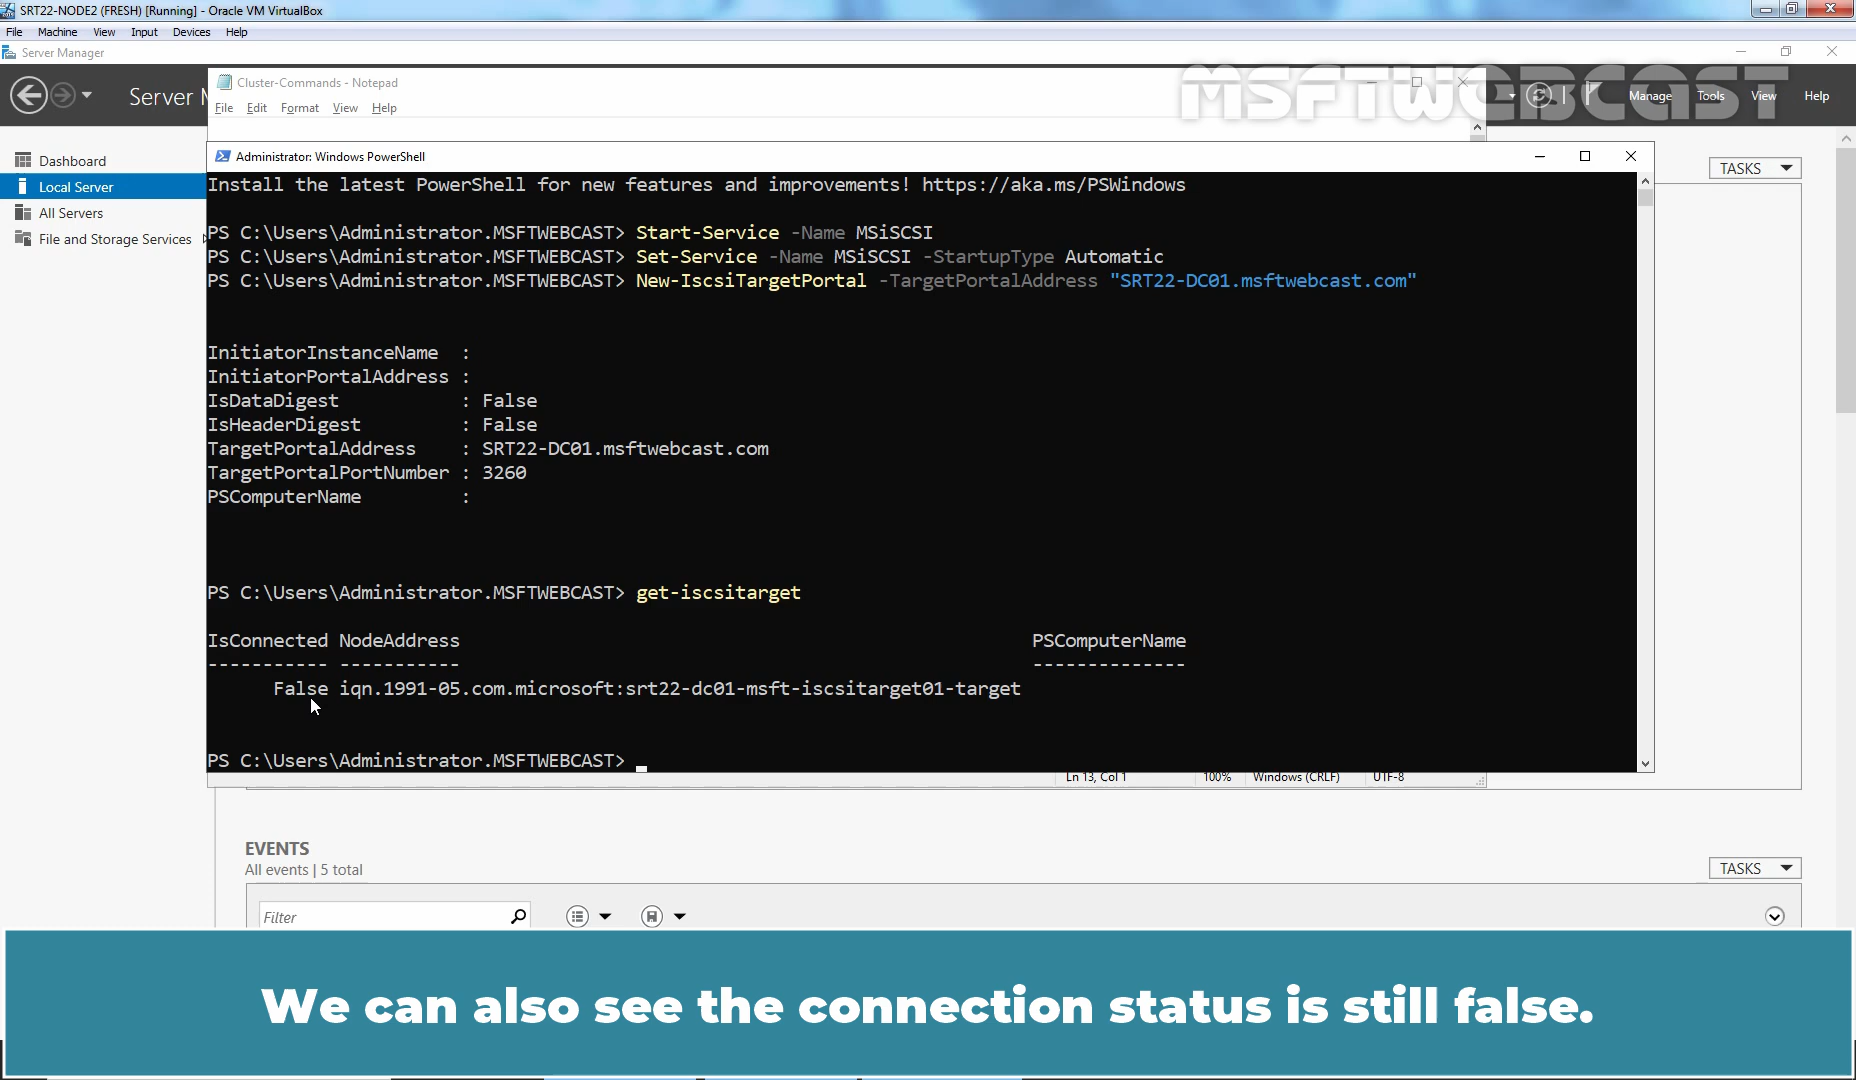 SRT22-NODE2 (FRESH) [Running] - Oracle VM VirtualBox
File Machine View Input Devices Help
Server Manager
Server M
Cluster-Commands - Notepad
File Edit Format View Help
MSFTWEBCAST
Manage Tools View Help
Dashboard
Local Server
All Servers
File and Storage Services
TASKS
Administrator: Windows PowerShell
Install the latest PowerShell for new features and improvements! https://aka.ms/PSWindows
PS C:\Users\Administrator.MSFTWEBCAST> Start-Service -Name MSiSCSI
PS C:\Users\Administrator.MSFTWEBCAST> Set-Service -Name MSiSCSI -StartupType Automatic
PS C:\Users\Administrator.MSFTWEBCAST> New-IscsiTargetPortal -TargetPortalAddress "SRT22-DC01.msftwebcast.com"
InitiatorInstanceName :
InitiatorPortalAddress :
IsDataDigest : False
IsHeaderDigest : False
TargetPortalAddress : SRT22-DC01.msftwebcast.com
TargetPortalPortNumber : 3260
PSComputerName :
PS C:\Users\Administrator.MSFTWEBCAST> get-iscsitarget
IsConnected NodeAddress PSComputerName
----------- ----------- --------------
False iqn.1991-05.com.microsoft:srt22-dc01-msft-iscsitarget01-target
PS C:\Users\Administrator.MSFTWEBCAST>
Ln 13, Col 1 100% Windows (CRLF) UTF-8
EVENTS
All events | 5 total
TASKS
Filter
We can also see the connection status is still false.